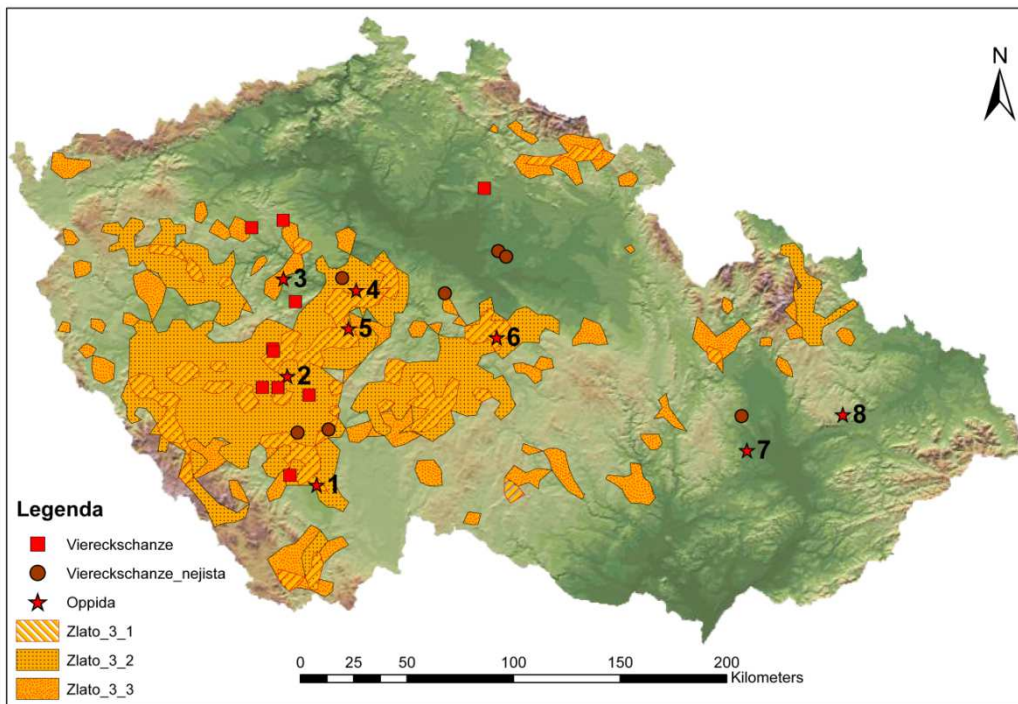 N
3
4
5
6
2
8
7
1
Legenda
Viereckschanze
Viereckschanze_nejista
Oppida
Zlato_3_1
Zlato_3_2
Zlato_3_3
0 25 50 100 150 200
Kilometers